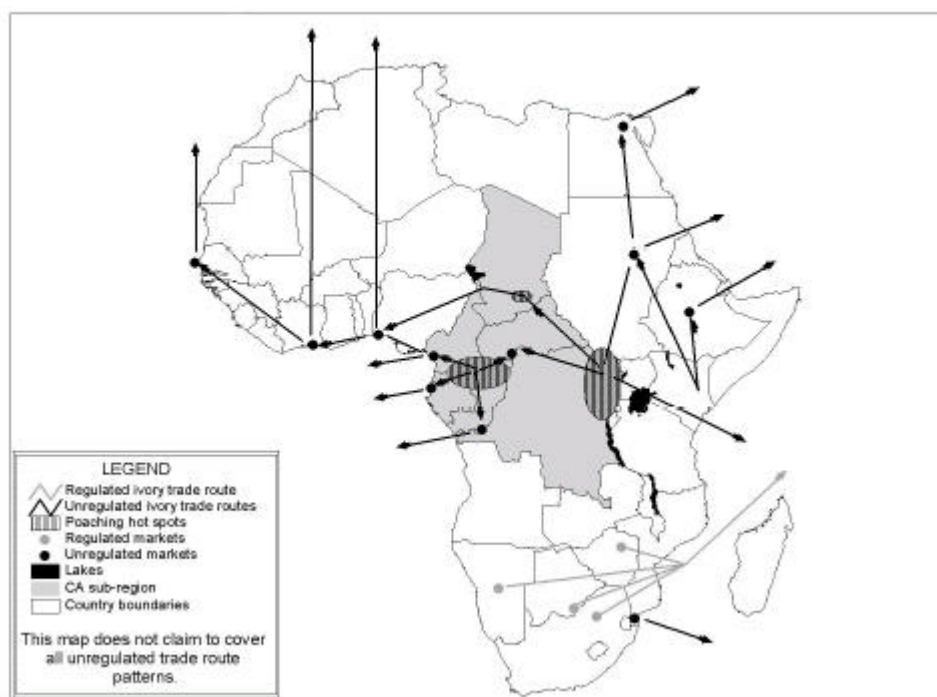 LEGEND
Regulated ivory trade route
Unregulated ivory trade routes
Poaching hot spots
Regulated markets
Unregulated markets
Lakes
CA sub-region
Country boundaries
This map does not claim to cover
all unregulated trade route
patterns.